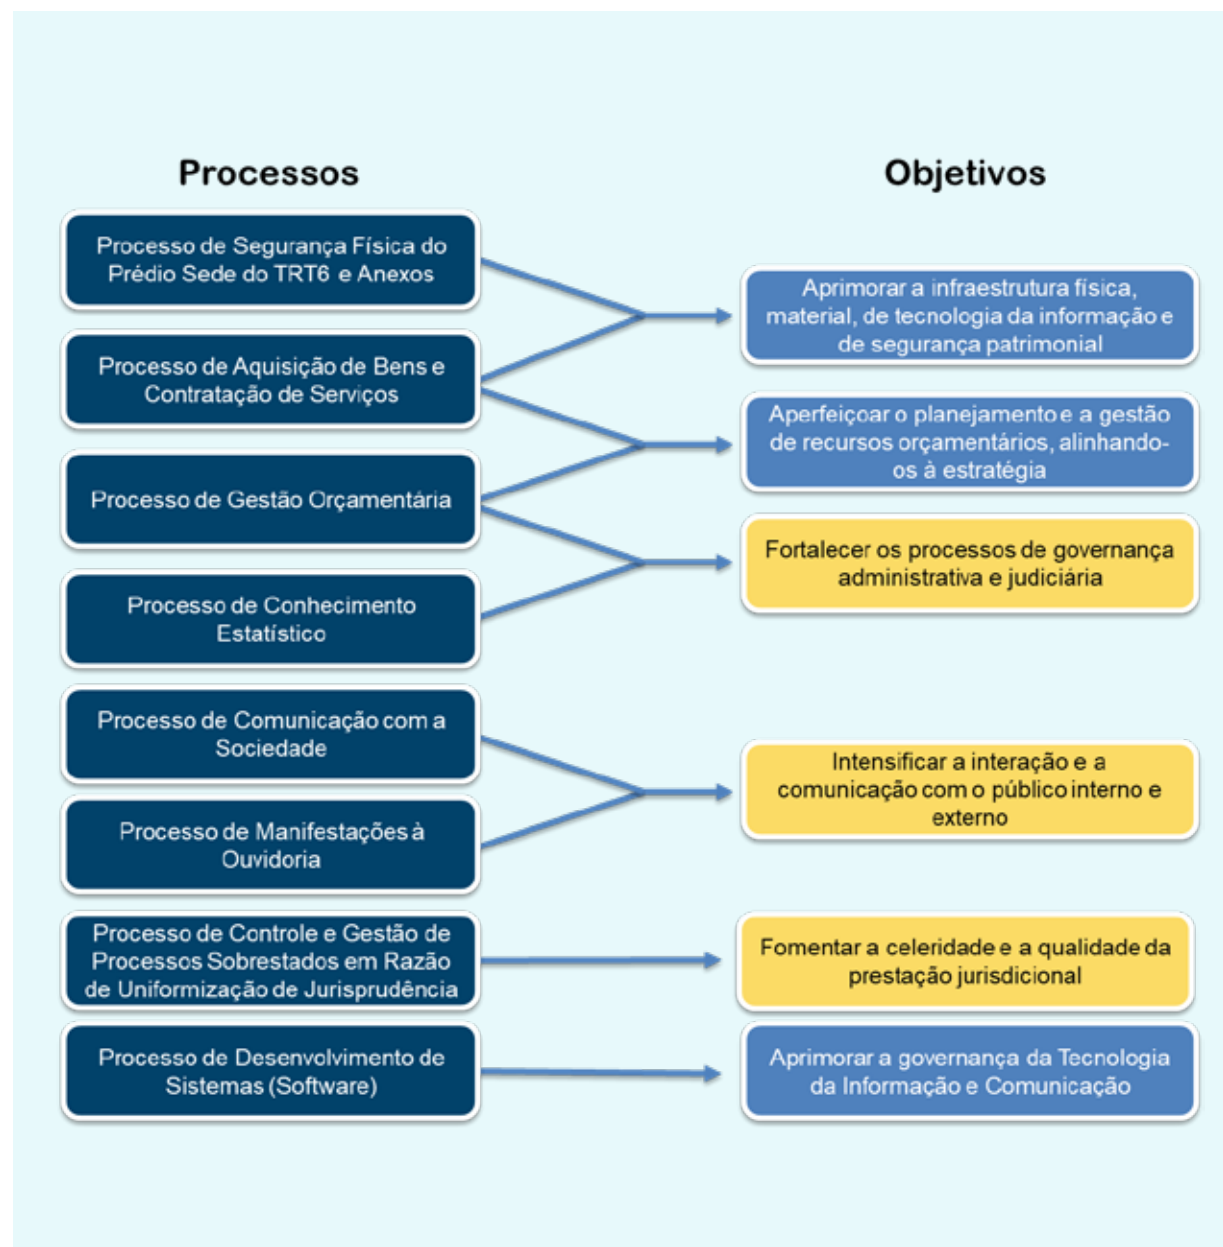 Processos
Processo de Segurança Física do
Prédio Sede do TRT6 e Anexos
Processo de Aquisição de Bens e
Contratação de Serviços
Processo de Gestão Orçamentária
Processo de Conhecimento
Estatístico
Processo de Comunicação com a
Sociedade
Processo de Manifestações à
Ouvidoria
Processo de Controle e Gestão de
Processos Sobrestados em Razão
de Uniformização de Jurisprudência
Processo de Desenvolvimento de
Sistemas (Software)
Objetivos
Aprimorar a infraestrutura física,
material, de tecnologia da informação e
de segurança patrimonial
Aperfeiçoar o planejamento e a gestão
de recursos orçamentários, alinhando-
os à estratégia
Fortalecer os processos de governança
administrativa e judiciária
Intensificar a interação e a
comunicação com o público interno e
externo
Fomentar a celeridade e a qualidade da
prestação jurisdicional
Aprimorar a governança da Tecnologia
da Informação e Comunicação